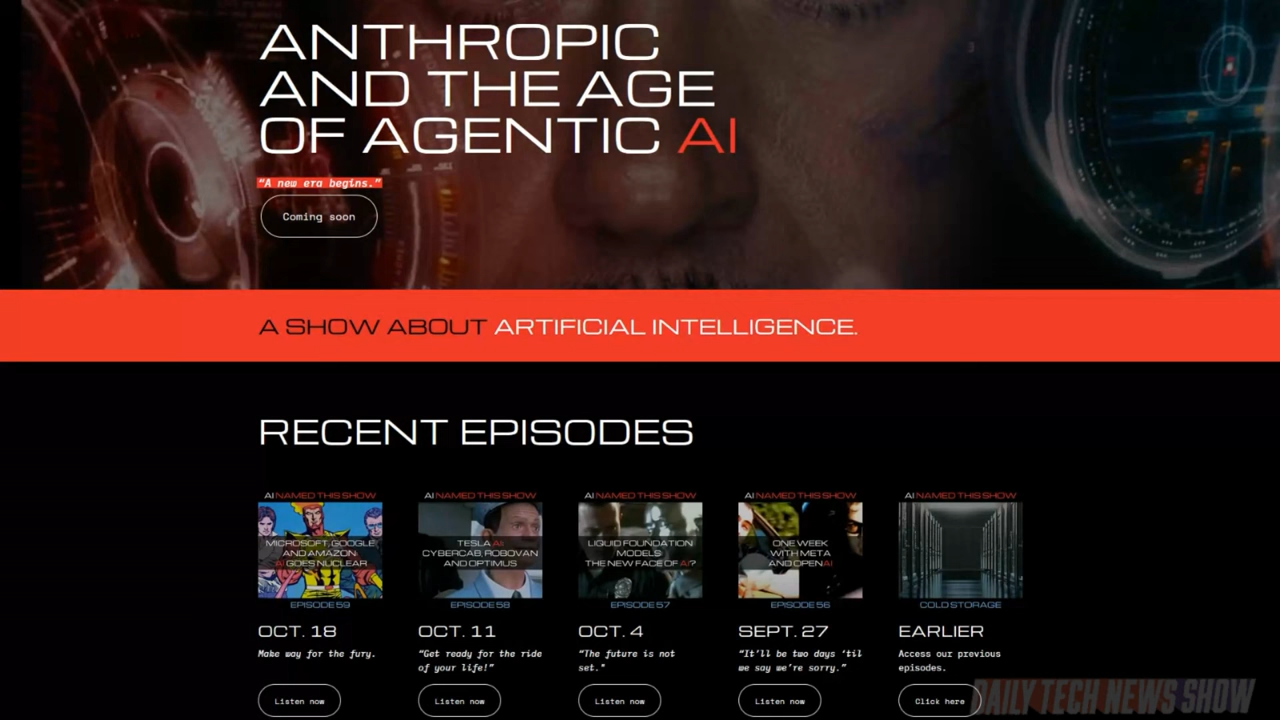 ANTHROPIC
AND THE AGE
OF AGENTIC AI
"A new era begins."
Coming soon
A SHOW ABOUT ARTIFICIAL INTELLIGENCE.
RECENT EPISODES
AI NAMED THIS SHOW
MICROSOFT, GOOGLE
AND AMAZON
AI GOES NUCLEAR
EPISODE 59
OCT. 18
Make way for the fury.
Listen now
AI NAMED THIS SHOW
TESLA AI:
CYBERCAB, ROBOVAN
AND OPTIMUS
EPISODE 58
OCT. 11
"Get ready for the ride
of your life!"
Listen now
AI NAMED THIS SHOW
LIQUID FOUNDATION
MODELS:
THE NEW FACE OF AI?
EPISODE 57
OCT. 4
"The future is not
set."
Listen now
AI NAMED THIS SHOW
ONE WEEK
WITH META
AND OPENAI
EPISODE 56
SEPT. 27
"It'll be two days 'til
we say we're sorry."
Listen now
AI NAMED THIS SHOW
COLD STORAGE
EARLIER
Access our previous
episodes.
Click here
DAILY TECH NEWS SHOW